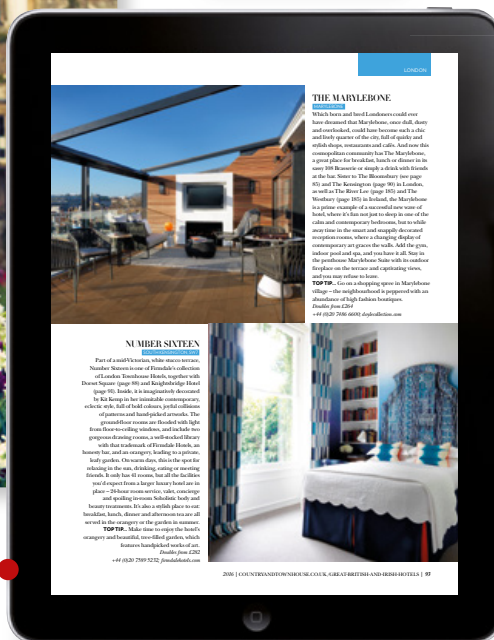 LONDON
THE MARYLEBONE
MARYLEBONE
Which born and bred Londoners could ever
have dreamed that Marylebone, once dull, dusty
and overlooked, could have become such a chic
and lively quarter of the city, full of quirky and
stylish shops, restaurants and cafés. And now this
cosmopolitan community has The Marylebone,
a great place for breakfast, lunch or dinner in its
sassy 108 Brasserie or simply a drink with friends
at the bar. Sister to The Bloomsbury (see page
85) and The Kensington (page 90) in London,
as well as The River Lee (page 185) and The
Westbury (page 185) in Ireland, the Marylebone
is a prime example of a successful new wave of
hotel, where it's fun not just to sleep in one of the
calm and contemporary bedrooms, but to while
away time in the smart and snappily decorated
reception rooms, where a changing display of
contemporary art graces the walls. Add the gym,
indoor pool and spa, and you have it all. Stay in
the penthouse Marylebone Suite with its outdoor
fireplace on the terrace and captivating views,
and you may refuse to leave.
TOP TIP... Go on a shopping spree in Marylebone
village – the neighbourhood is peppered with an
abundance of high fashion boutiques.
Doubles from £264
+44 (0)20 7486 6600; doylecollection.com
NUMBER SIXTEEN
SOUTH KENSINGTON, SW7
Part of a mid-Victorian, white stucco terrace,
Number Sixteen is one of Firmdale's collection
of London Townhouse Hotels, together with
Dorset Square (page 88) and Knightsbridge Hotel
(page 91). Inside, it is imaginatively decorated
by Kit Kemp in her inimitable contemporary,
eclectic style, full of bold colours, joyful collisions
of patterns and hand-picked artworks. The
ground-floor rooms are flooded with light
from floor-to-ceiling windows, and include two
gorgeous drawing rooms, a well-stocked library
with that trademark of Firmdale Hotels, an
honesty bar, and an orangery, leading to a private,
leafy garden. On warm days, this is the spot for
relaxing in the sun, drinking, eating or meeting
friends. It only has 41 rooms, but all the facilities
you'd expect from a larger luxury hotel are in
place – 24-hour room service, valet, concierge
and spoiling in-room Soholistic body and
beauty treatments. It's also a stylish place to eat:
breakfast, lunch, dinner and afternoon tea are all
served in the orangery or the garden in summer.
TOP TIP... Make time to enjoy the hotel's
orangery and beautiful, tree-filled garden, which
features handpicked works of art.
Doubles from £282
+44 (0)20 7589 5232; firmdalehotels.com
2016 | COUNTRYANDTOWNHOUSE.CO.UK/GREAT-BRITISH-AND-IRISH-HOTELS | 93